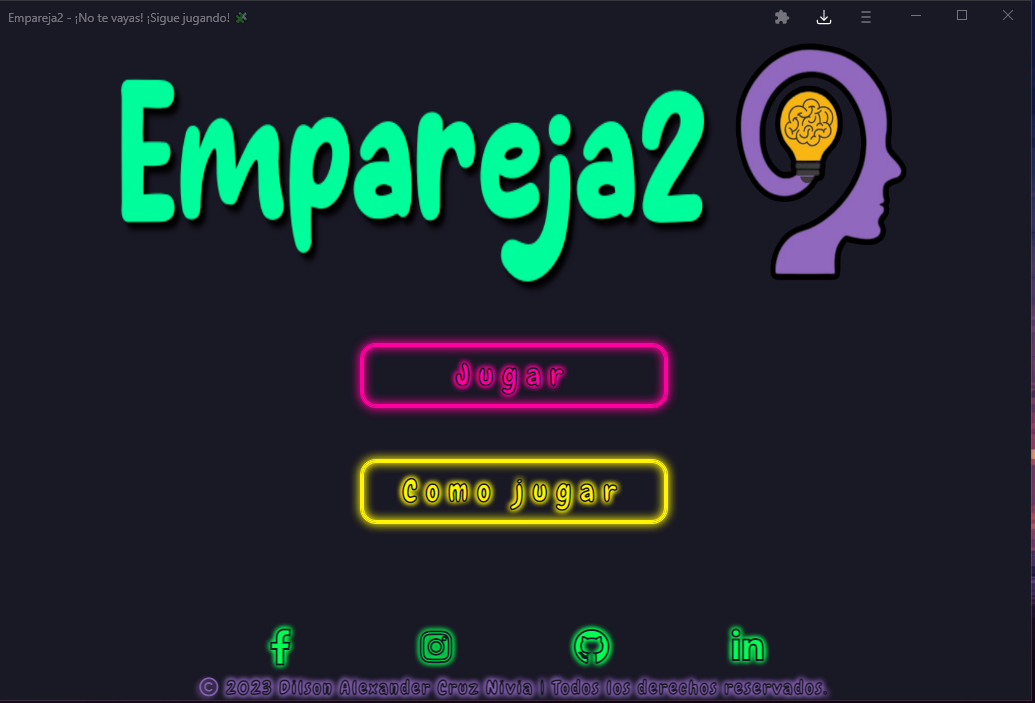 Empareja2 - ¡No te vayas! ¡Sigue jugando!
Empareja2
Jugar
Como jugar
© 2023 Dilson Alexander Cruz Nivia | Todos los derechos reservados.